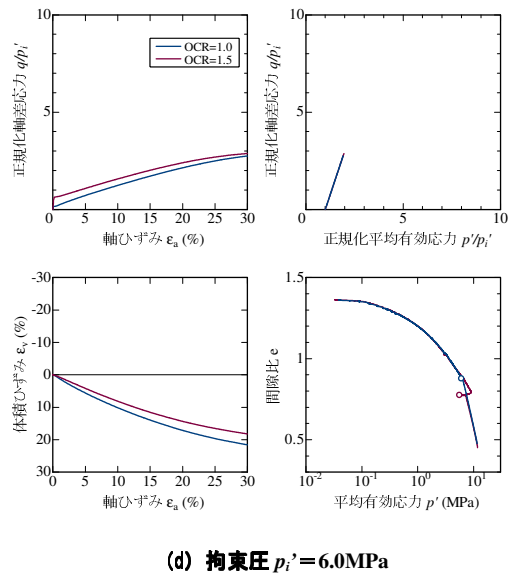 正規化軸差応力 q/pi'
10
5
0
OCR=1.0
OCR=1.5
0 5 10 15 20 25 30
軸ひずみ εa (%)
正規化軸差応力 q/pi'
10
5
0
0 5 10
正規化平均有効応力 p'/pi'
体積ひずみ εv (%)
-30
-20
-10
0
10
20
30
0 5 10 15 20 25 30
軸ひずみ εa (%)
間隙比 e
1.5
1
0.5
10-2 10-1 100 101
平均有効応力 p' (MPa)
(d) 拘束圧 pi’＝6.0MPa